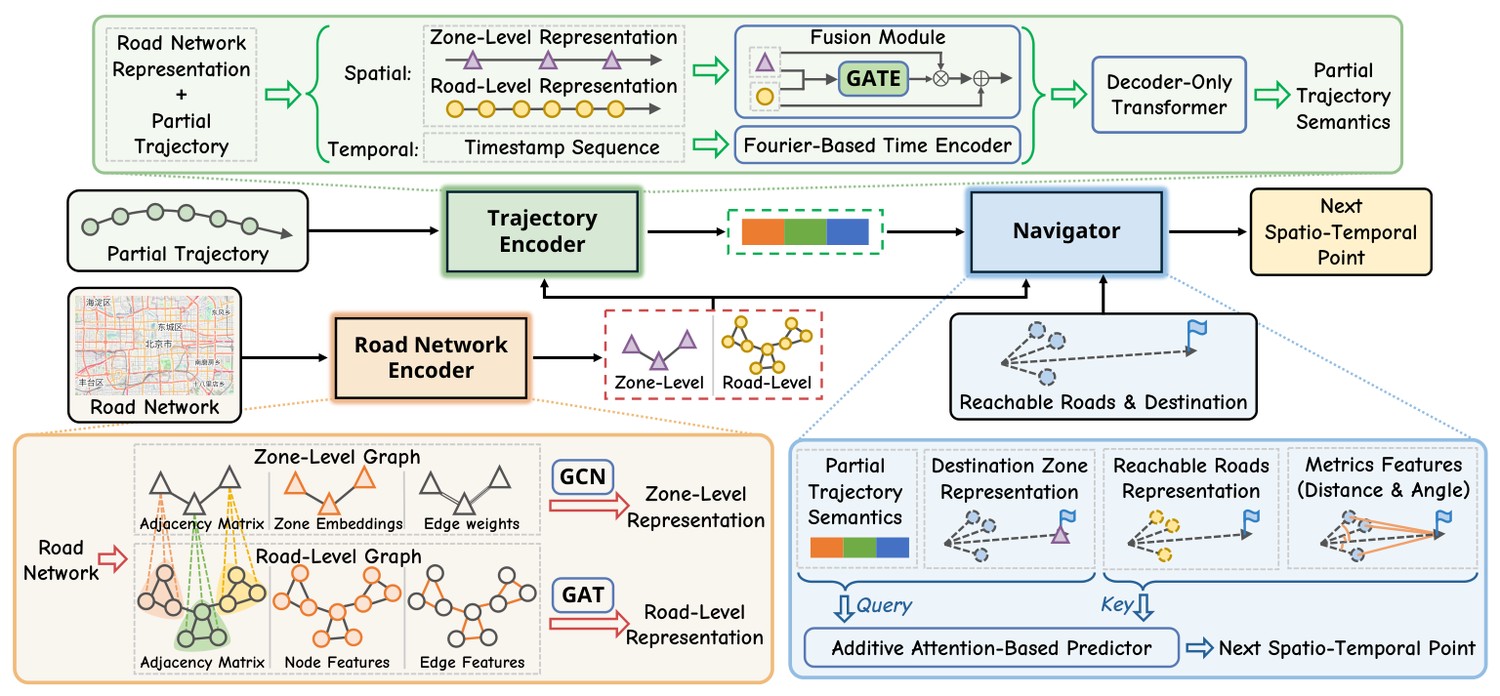 Road Network
Representation
+
Partial
Trajectory
Spatial:
Zone-Level Representation
Road-Level Representation
Temporal:
Timestamp Sequence
Fusion Module
GATE
Fourier-Based Time Encoder
Decoder-Only
Transformer
Partial
Trajectory
Semantics
Partial Trajectory
Trajectory
Encoder
Navigator
Next
Spatio-Temporal
Point
海淀区
东城区
北京市
丰台区
Road Network
Road Network
Encoder
Zone-Level
Road-Level
Reachable Roads & Destination
Road
Network
Zone-Level Graph
Adjacency Matrix
Zone Embeddings
Edge weights
Road-Level Graph
Adjacency Matrix
Node Features
Edge Features
GCN
Zone-Level
Representation
GAT
Road-Level
Representation
Partial
Trajectory
Semantics
Destination Zone
Representation
Reachable Roads
Representation
Metrics Features
(Distance & Angle)
Query
Key
Additive Attention-Based Predictor
Next Spatio-Temporal Point